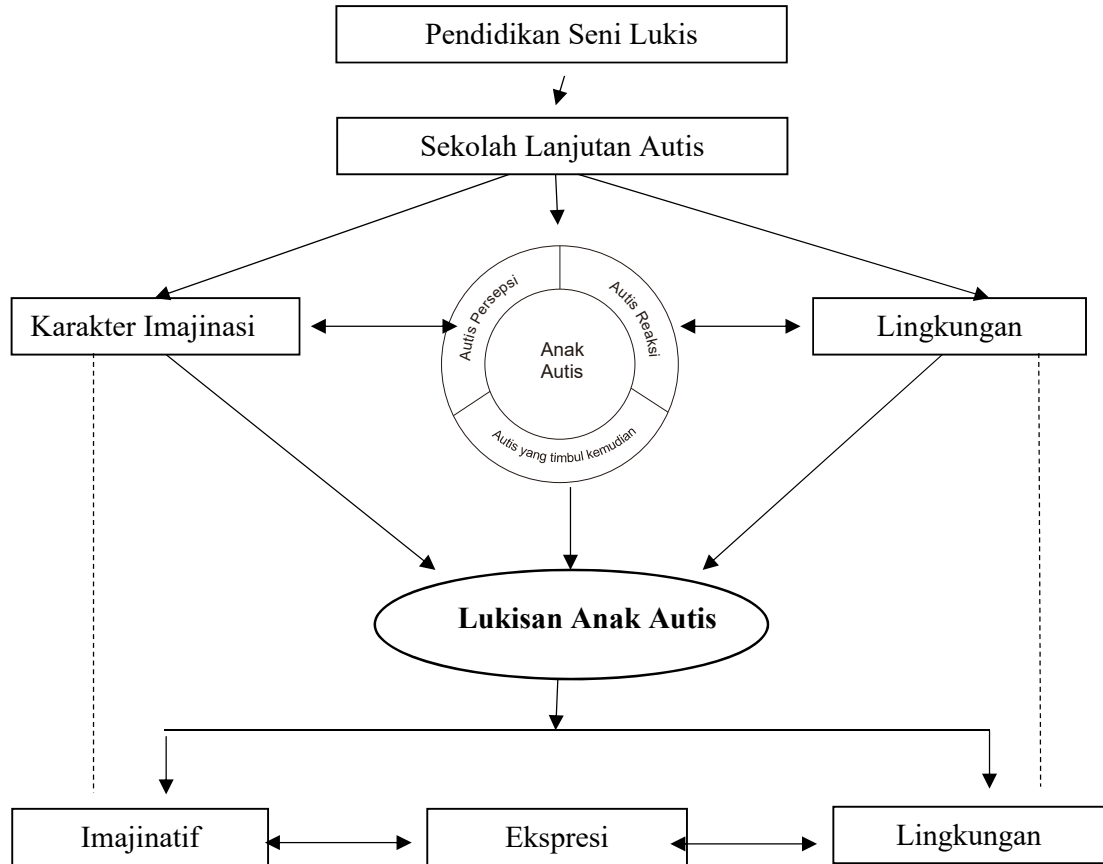 Pendidikan Seni Lukis
Sekolah Lanjutan Autis
Karakter Imajinasi
Autis Persepsi
Autis Reaksi
Anak
Autis
Autis yang timbul kemudian
Lingkungan
Lukisan Anak Autis
Imajinatif
Ekspresi
Lingkungan